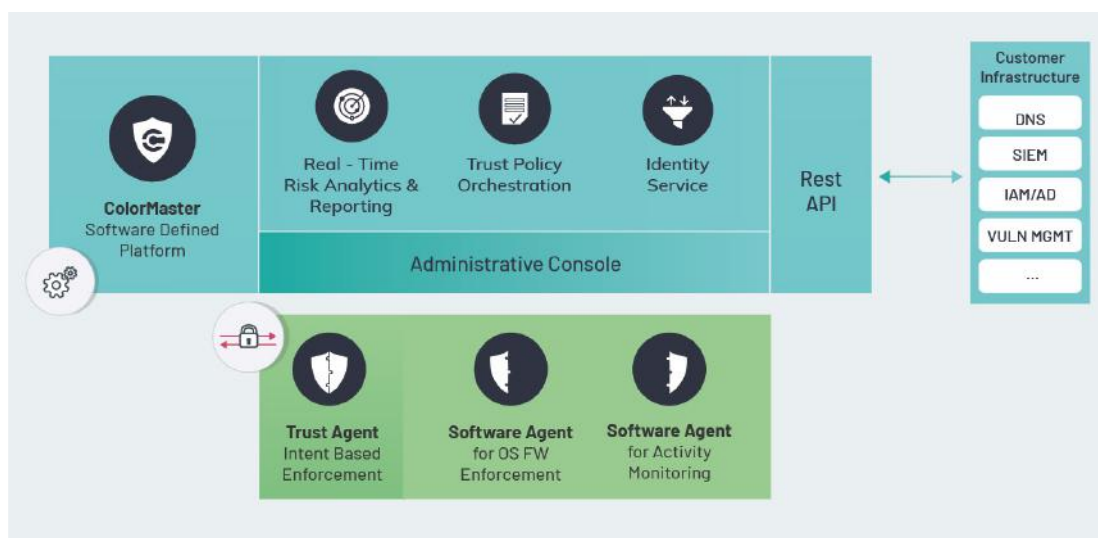 ColorMaster
Software Defined
Platform
Real - Time
Risk Analytics &
Reporting
Trust Policy
Orchestration
Identity
Service
Administrative Console
Rest
API
Customer
Infrastructure
DNS
SIEM
IAM/AD
VULN MGMT
...
Trust Agent
Intent Based
Enforcement
Software Agent
for OS FW
Enforcement
Software Agent
for Activity
Monitoring